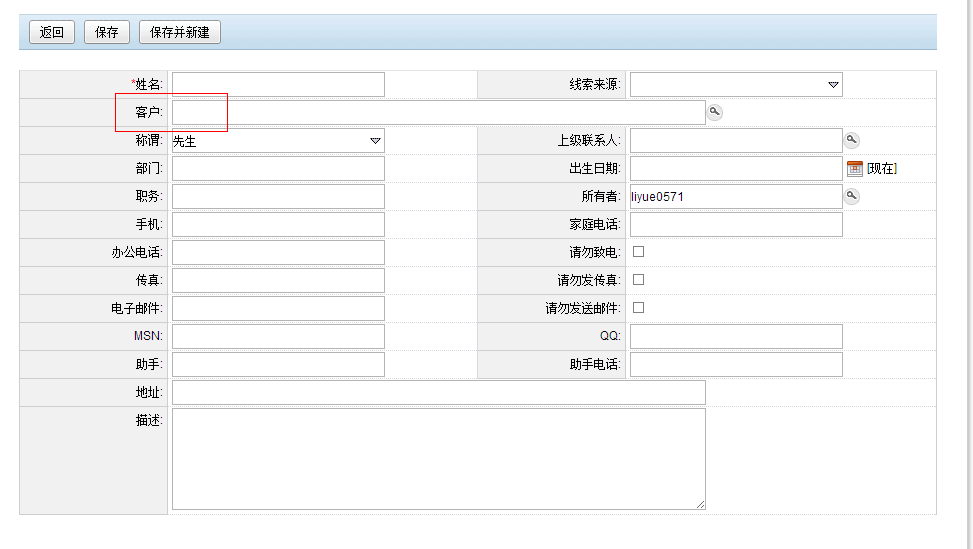 返回 保存 保存并新建
*姓名: 线索来源:
客户:
称谓: 先生 上级联系人:
部门: 出生日期: [现在]
职务: 所有者: liyue0571
手机: 家庭电话:
办公电话: 请勿致电:
传真: 请勿发传真:
电子邮件: 请勿发送邮件:
MSN: QQ:
助手: 助手电话:
地址:
描述: